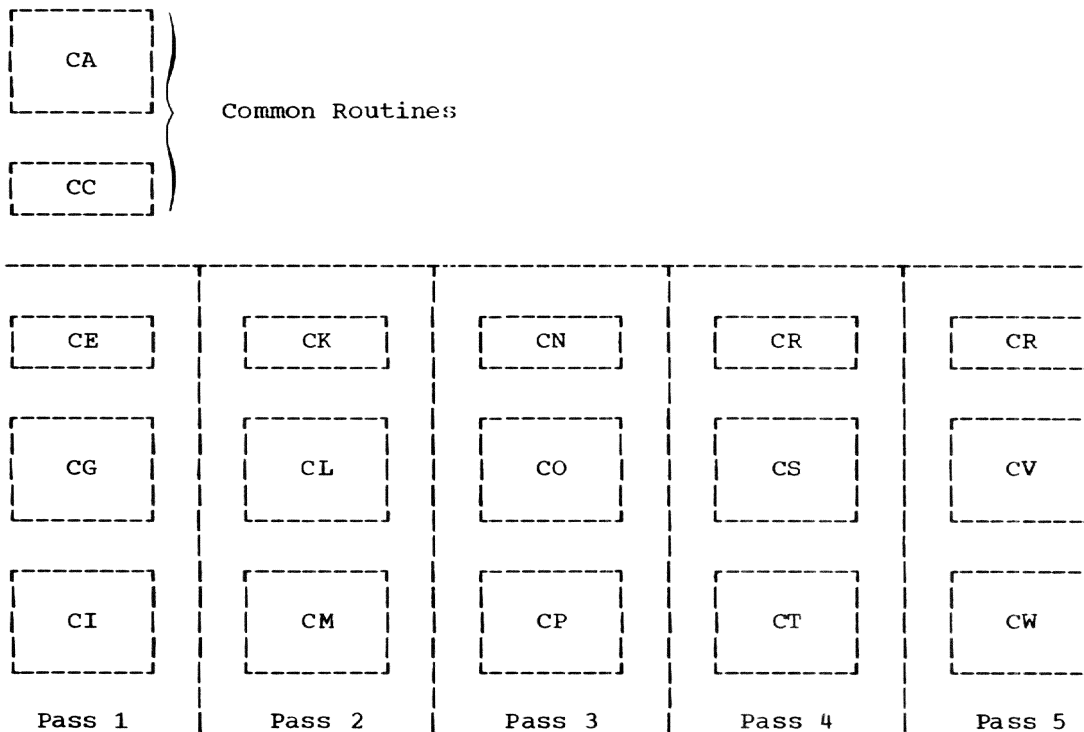 CA
Common Routines
CC
CE CK CN CR CR
CG CL CO CS CV
CI CM CP CT CW
Pass 1 Pass 2 Pass 3 Pass 4 Pass 5